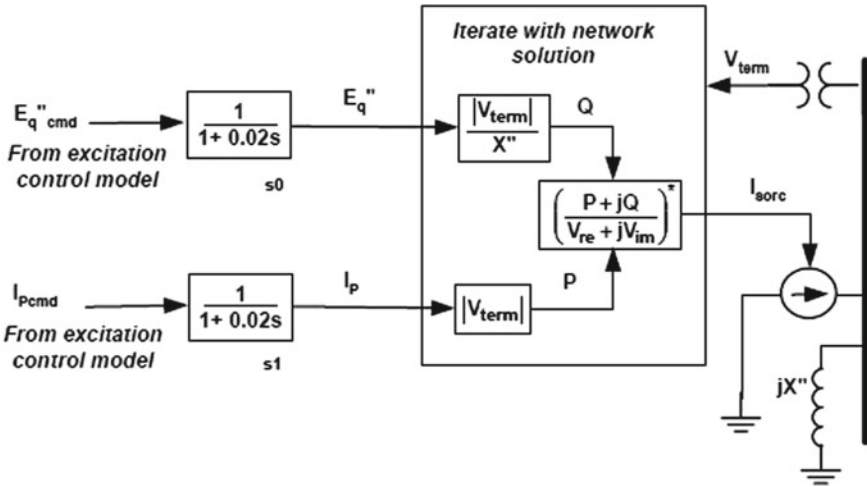 Iterate with network
solution
V_term
E_q"_cmd
1
1+ 0.02s
E_q"
|V_term|
X"
Q
From excitation
control model
s0
(P + jQ
V_re + jV_im)*
I_sorc
I_Pcmd
1
1+ 0.02s
I_P
|V_term|
P
From excitation
control model
s1
jX"